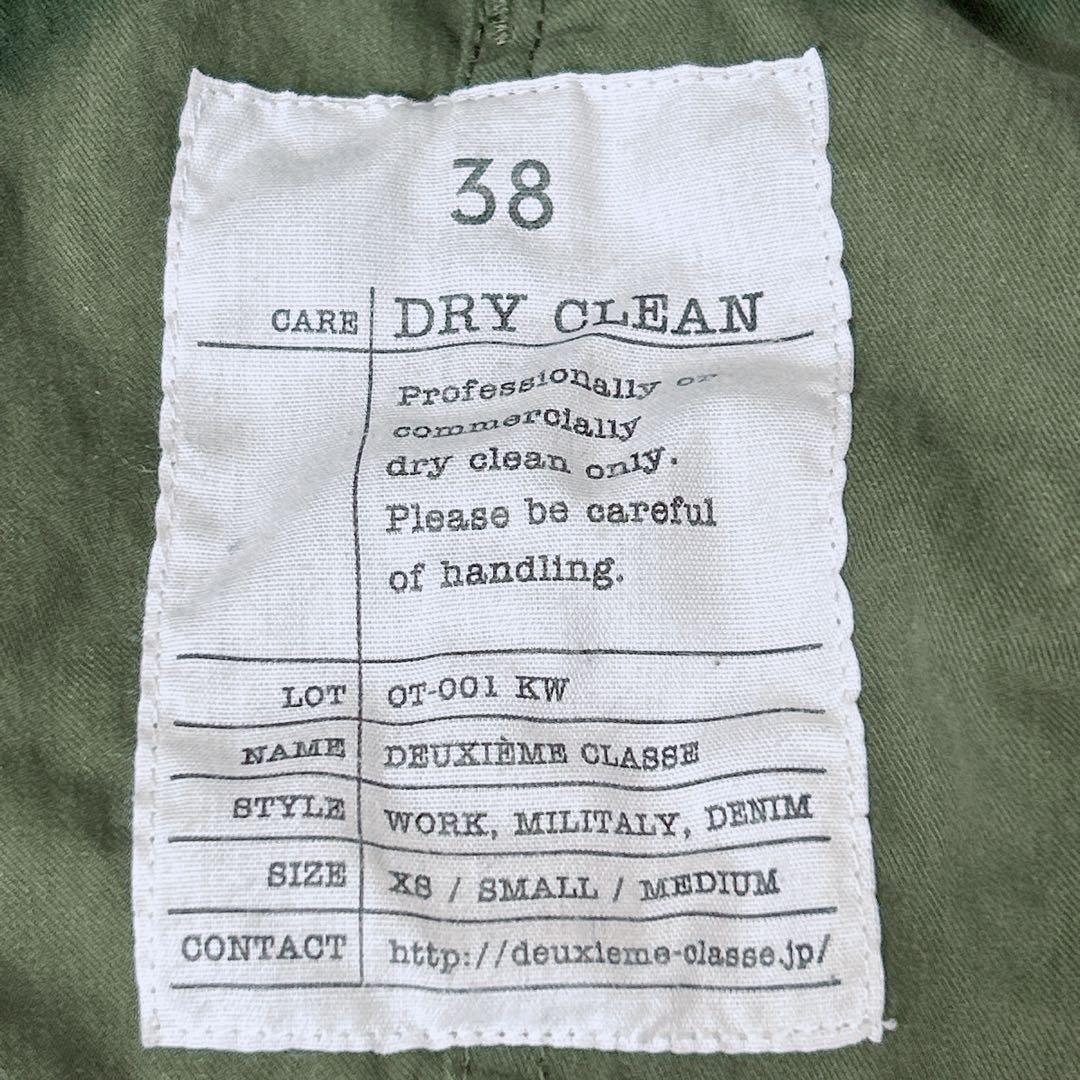 38
CARE DRY CLEAN
Professionally or
commercially
dry clean only.
Please be careful
of handling.
LOT OT-001 KW
NAME DEUXIÈME CLASSE
STYLE WORK, MILITALY, DENIM
SIZE XS / SMALL / MEDIUM
CONTACT http://deuxieme-classe.jp/